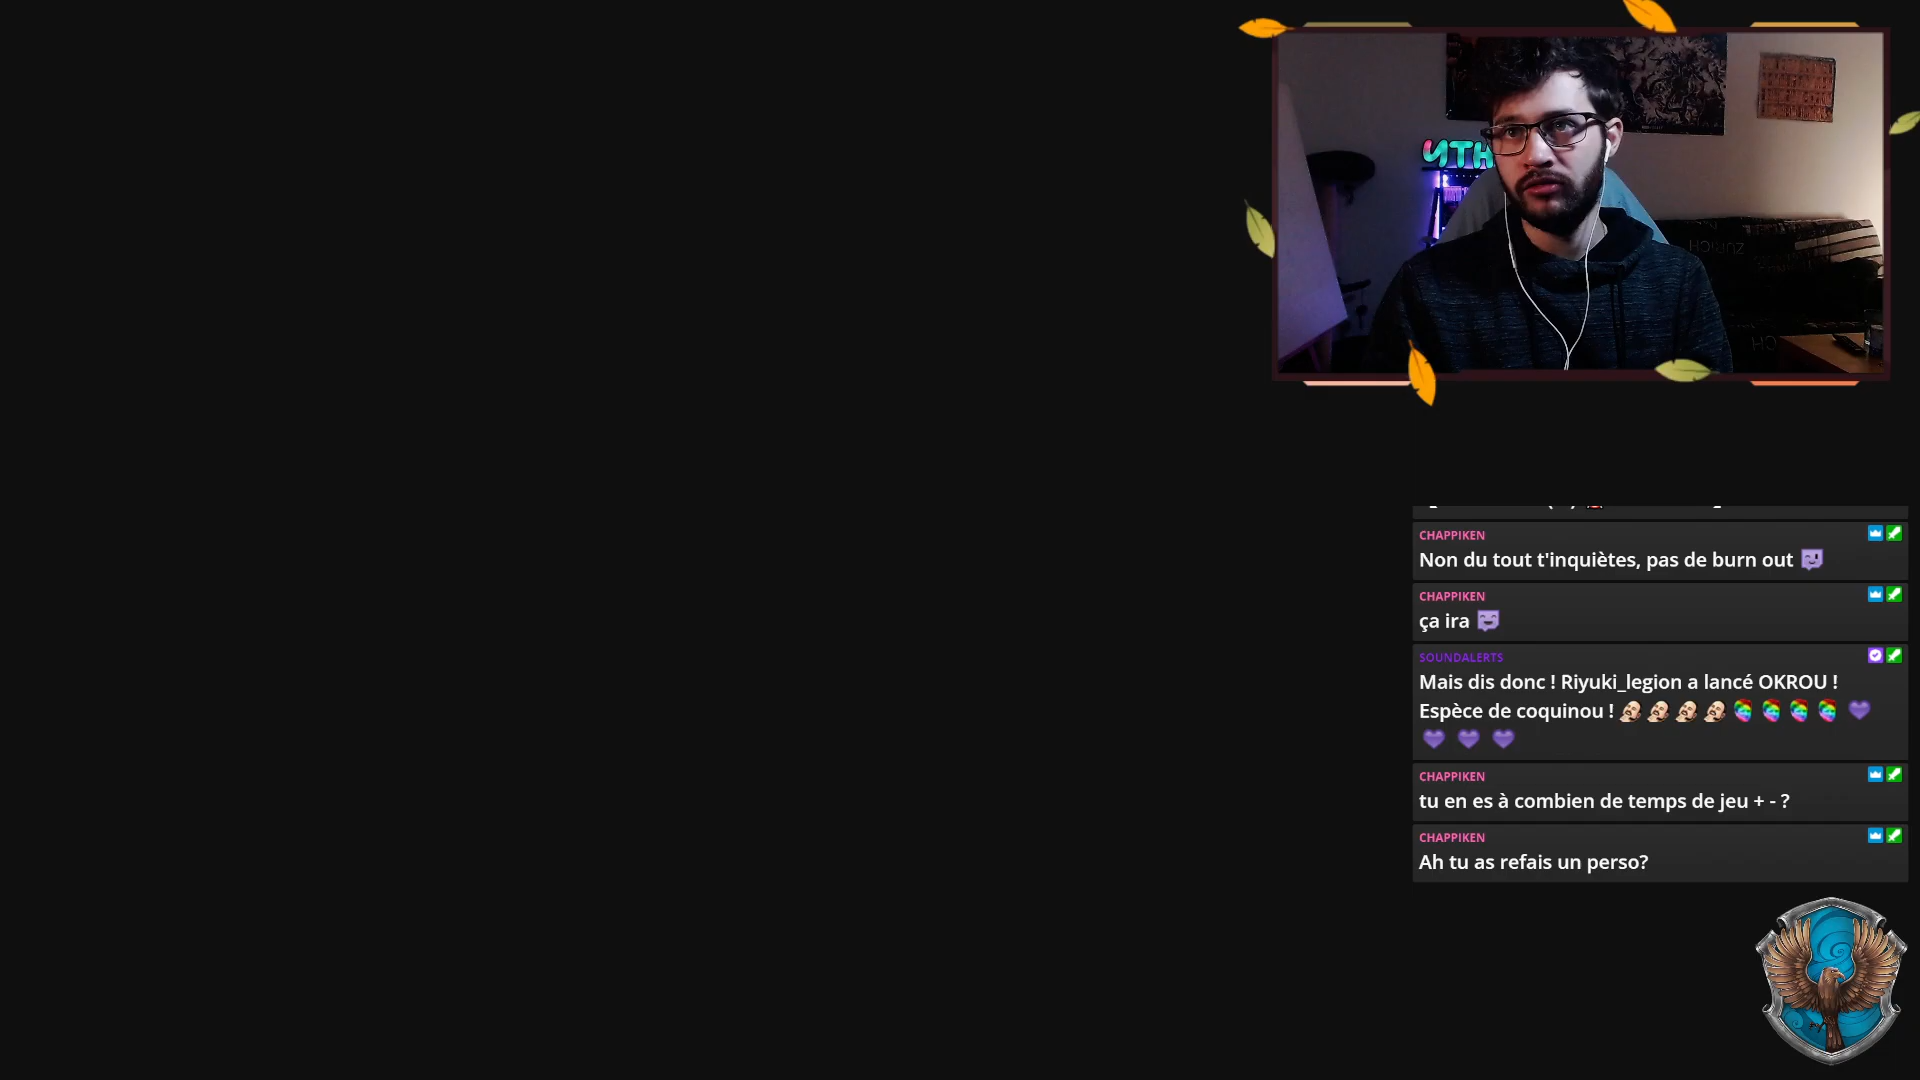 YTH
ZURICH
CHAPPIKEN
Non du tout t'inquiètes, pas de burn out
CHAPPIKEN
ça ira
SOUNDALERTS
Mais dis donc ! Riyuki_legion a lancé OKROU !
Espèce de coquinou !
CHAPPIKEN
tu en es à combien de temps de jeu + - ?
CHAPPIKEN
Ah tu as refais un perso?